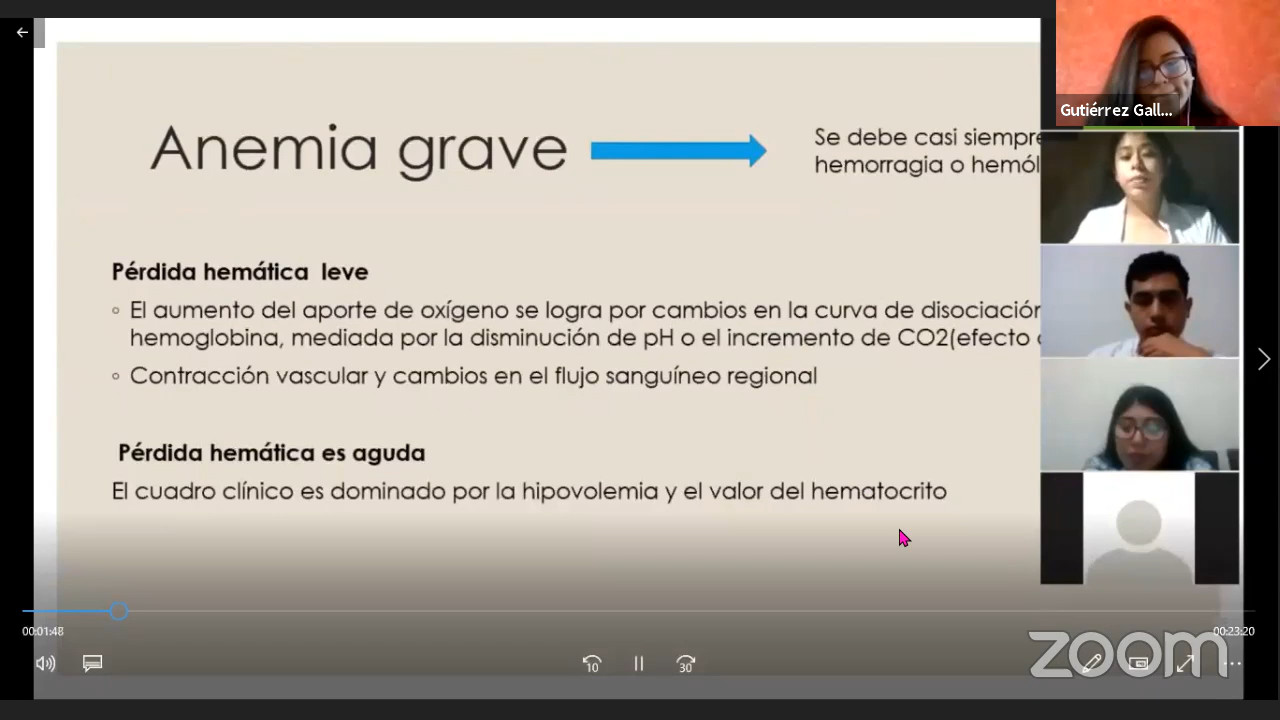 Gutiérrez Gall...
Anemia grave
Se debe casi siempre
hemorragia o
Pérdida hemática leve
◦ El aumento del aporte de oxígeno se logra por cambios en la curva de disociación
hemoglobina, mediada por la disminución de pH o el incremento de CO2(efecto
◦ Contracción vascular y cambios en el flujo sanguíneo regional
Pérdida hemática es aguda
El cuadro clínico es dominado por la hipovolemia y el valor del hematocrito
00:01:48
00:23:20
10
30
zoom